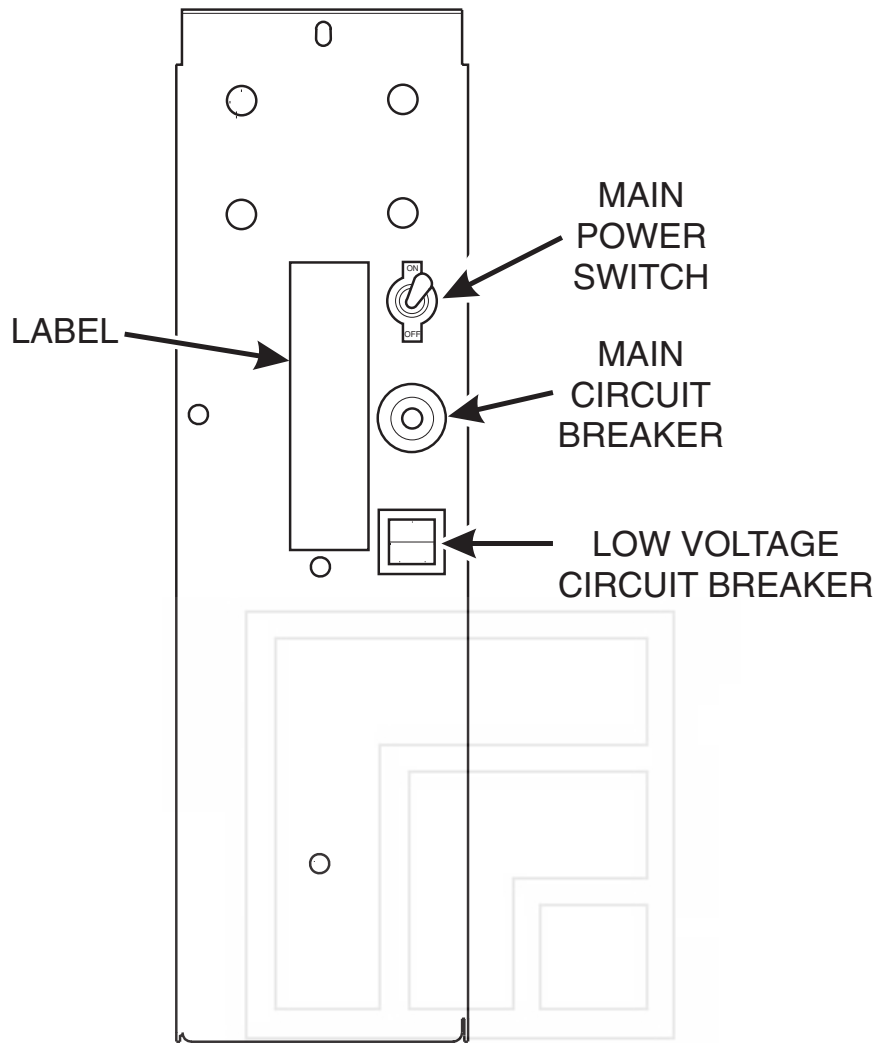 MAIN
POWER
SWITCH
ON
OFF
LABEL
MAIN
CIRCUIT
BREAKER
LOW VOLTAGE
CIRCUIT BREAKER